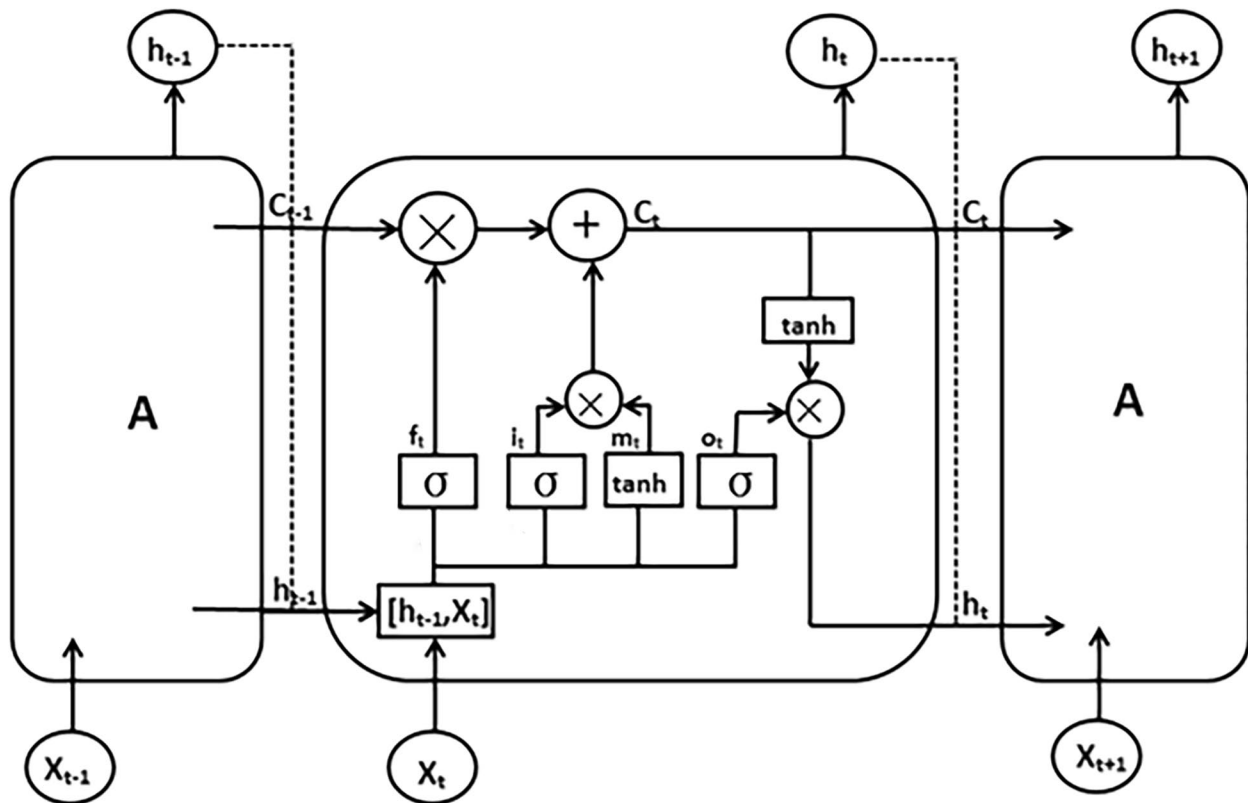 hₜ₋₁
hₜ
hₜ₊₁
Cₜ₋₁
×
+
Cₜ
Cₜ
tanh
A
×
×
A
fₜ
iₜ
mₜ
oₜ
σ
σ
tanh
σ
hₜ₋₁
[hₜ₋₁,Xₜ]
hₜ
Xₜ₋₁
Xₜ
Xₜ₊₁